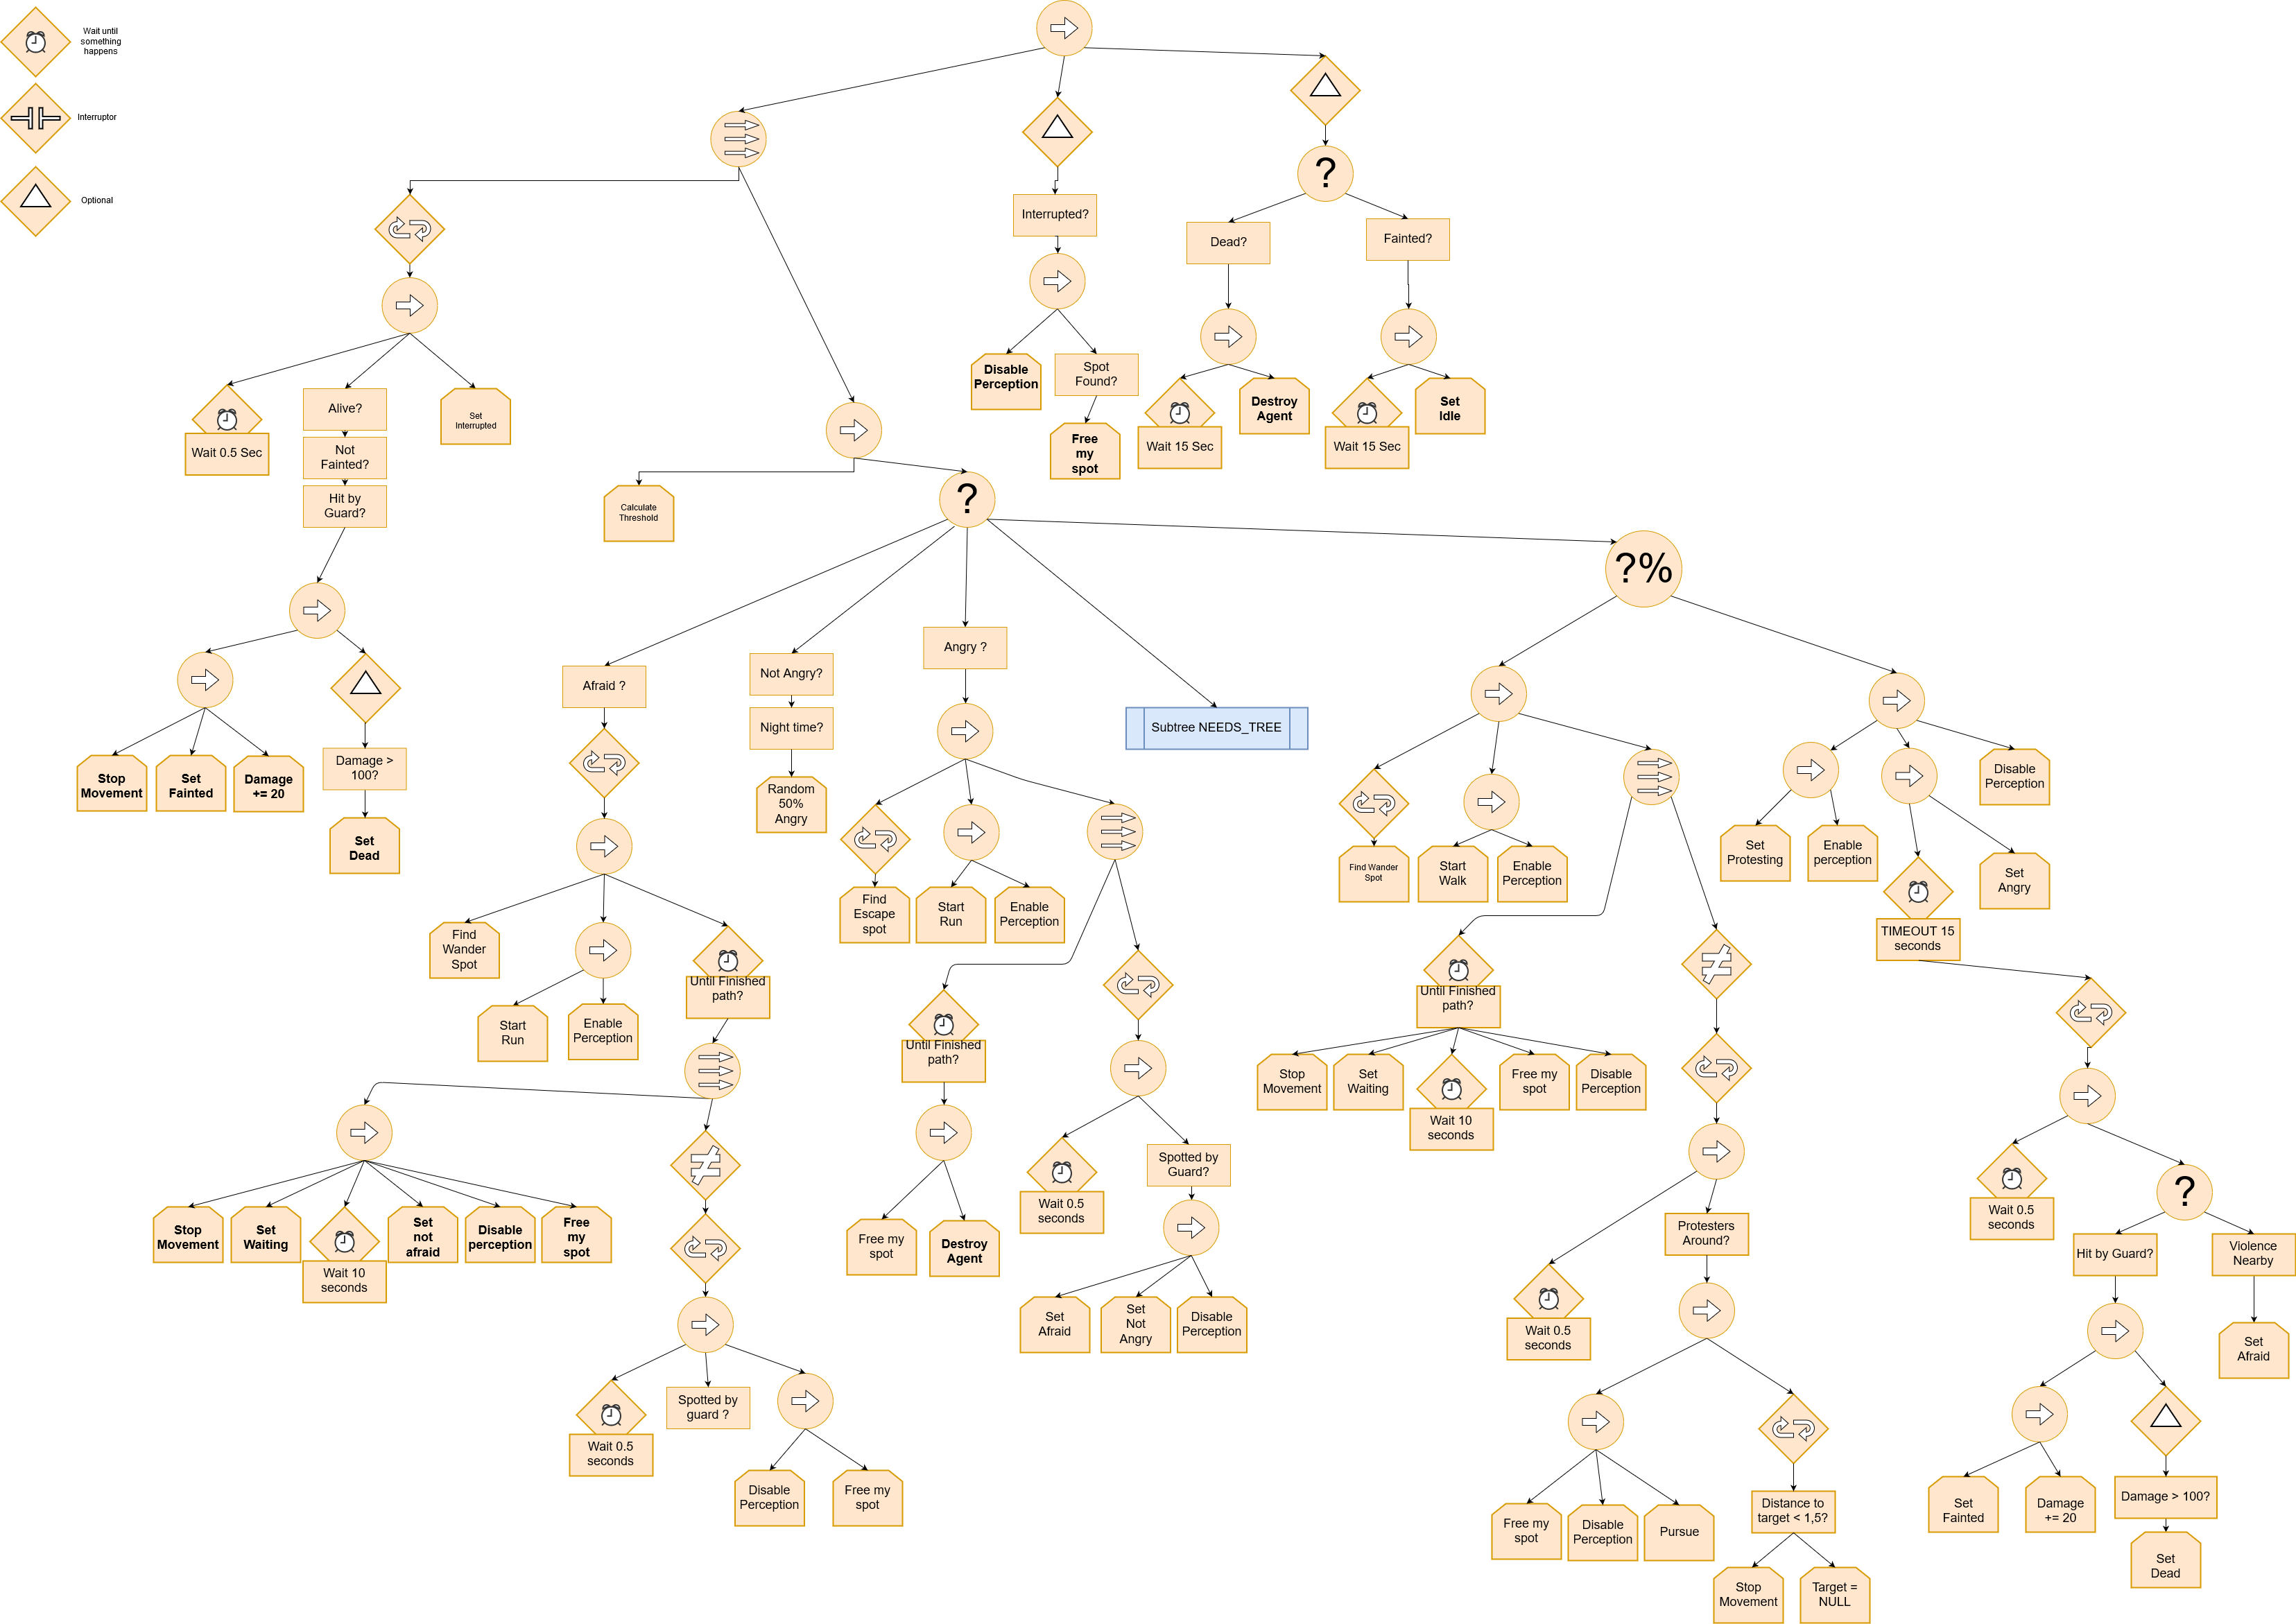 Wait until
something
happens
Interruptor
Optional
?
Interrupted?
Dead?
Fainted?
Disable
Perception
Spot
Found?
Free
my
spot
Wait 15 Sec
Destroy
Agent
Wait 15 Sec
Set
Idle
Wait 0.5 Sec
Alive?
Not
Fainted?
Hit by
Guard?
Set
Interrupted
Calculate
Threshold
?
?%
Stop
Movement
Set
Fainted
Damage
+= 20
Damage >
100?
Set
Dead
Afraid ?
Not Angry?
Night time?
Random
50%
Angry
Angry ?
Subtree NEEDS_TREE
Find
Wander
Spot
Start
Run
Enable
Perception
Until Finished
path?
Find
Escape
spot
Start
Run
Enable
Perception
Until Finished
path?
Free my
spot
Destroy
Agent
Wait 0.5
seconds
Spotted by
Guard?
Set
Afraid
Set
Not
Angry
Disable
Perception
Stop
Movement
Set
Waiting
Wait 10
seconds
Set
not
afraid
Disable
perception
Free
my
spot
Wait 0.5
seconds
Spotted by
guard ?
Disable
Perception
Free my
spot
Find Wander
Spot
Start
Walk
Enable
Perception
Set
Protesting
Enable
perception
Disable
Perception
Set
Angry
TIMEOUT 15
seconds
Until Finished
path?
Stop
Movement
Set
Waiting
Wait 10
seconds
Free my
spot
Disable
Perception
Wait 0.5
seconds
Protesters
Around?
Free my
spot
Disable
Perception
Pursue
Distance to
target < 1,5?
Stop
Movement
Target =
NULL
Wait 0.5
seconds
?
Hit by Guard?
Violence
Nearby
Set
Afraid
Set
Fainted
Damage
+= 20
Damage > 100?
Set
Dead